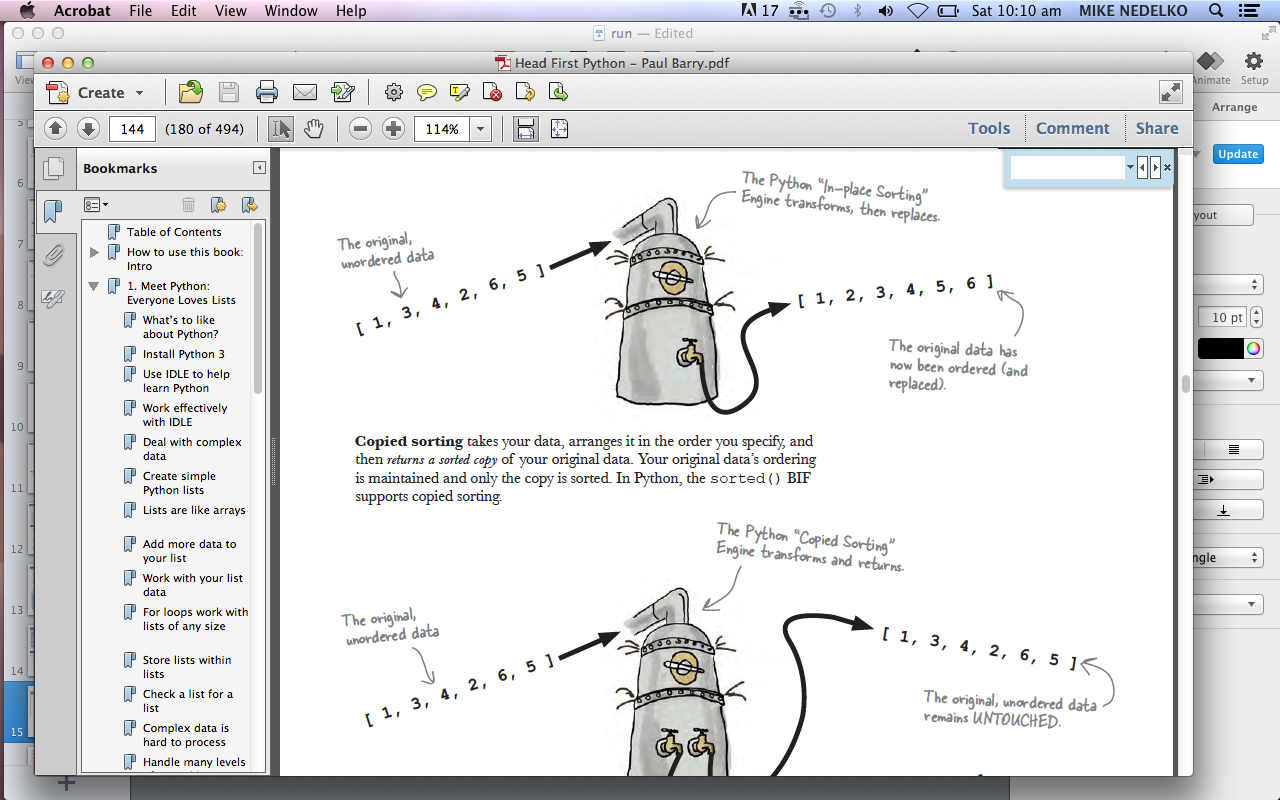 Acrobat File Edit View Window Help
17
Sat 10:10 am MIKE NEDELKO
run — Edited
Head First Python – Paul Barry.pdf
Create
144 (180 of 494)
114%
Tools Comment Share
Animate Setup
Arrange
Update
10 pt
Bookmarks
Table of Contents
How to use this book:
Intro
1. Meet Python:
Everyone Loves Lists
What's to like
about Python?
Install Python 3
Use IDLE to help
learn Python
Work effectively
with IDLE
Deal with complex
data
Create simple
Python lists
Lists are like arrays
Add more data to
your list
Work with your list
data
For loops work with
lists of any size
Store lists within
lists
Check a list for a
list
Complex data is
hard to process
Handle many levels
The Python “In-place Sorting”
Engine transforms, then replaces.
The original,
unordered data
[ 1, 3, 4, 2, 6, 5 ]
[ 1, 2, 3, 4, 5, 6 ]
The original data has
now been ordered (and
replaced).
Copied sorting takes your data, arranges it in the order you specify, and
then returns a sorted copy of your original data. Your original data’s ordering
is maintained and only the copy is sorted. In Python, the sorted() BIF
supports copied sorting.
The Python “Copied Sorting”
Engine transforms and returns.
The original,
unordered data
[ 1, 3, 4, 2, 6, 5 ]
[ 1, 3, 4, 2, 6, 5 ]
The original, unordered data
remains UNTOUCHED.
6
7
8
9
10
11
12
13
14
15